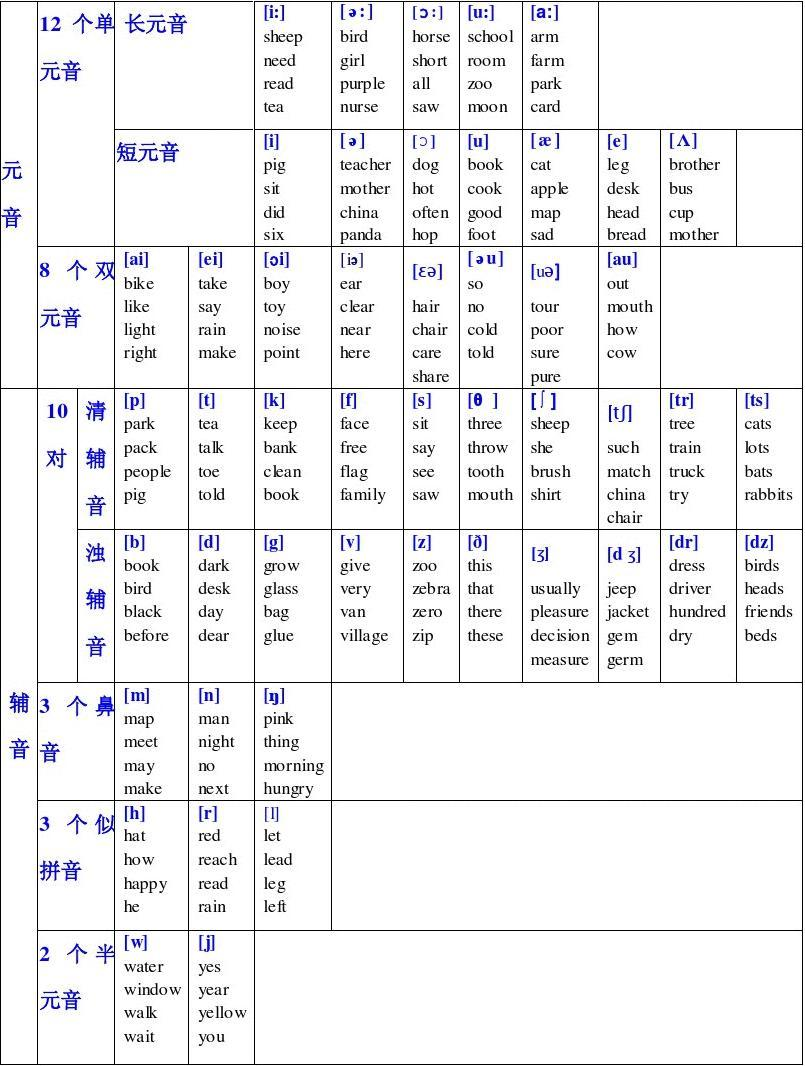 元
音
12 个单
元音
长元音
[i:] [ə:] [ɔ:] [u:] [a:]
sheep bird horse school arm
need girl short room farm
read purple all zoo park
tea nurse saw moon card
短元音
[i] [ə] [ɔ] [u] [æ] [e] [Λ]
pig teacher dog book cat leg brother
sit mother hot cook apple desk bus
did china often good map head cup
six panda hop foot sad bread mother
8 个双
元音
[ai] [ei] [ɔi] [iə] [ɛə] [əu] [uə] [au]
bike take boy ear hair so tour out
like say toy clear chair no poor mouth
light rain noise near care cold sure how
right make point here share told pure cow
辅
音
10
对
清
辅
音
[p] [t] [k] [f] [s] [θ ] [ʃ] [tʃ] [tr] [ts]
park tea keep face sit three sheep such tree cats
pack talk bank free say throw she match train lots
people toe clean flag see tooth brush china truck bats
pig told book family saw mouth shirt chair try rabbits
浊
辅
音
[b] [d] [g] [v] [z] [ð] [ʒ] [d ʒ] [dr] [dz]
book dark grow give zoo this usually jeep dress birds
bird desk glass very zebra that pleasure jacket driver heads
black day bag van zero there decision gem hundred friends
before dear glue village zip these measure germ dry beds
3 个鼻
音
[m] [n] [ŋ]
map man pink
meet night thing
may no morning
make next hungry
3 个似
拼音
[h] [r] [l]
hat red let
how reach lead
happy read leg
he rain left
2 个半
元音
[w] [j]
water yes
window year
walk yellow
wait you